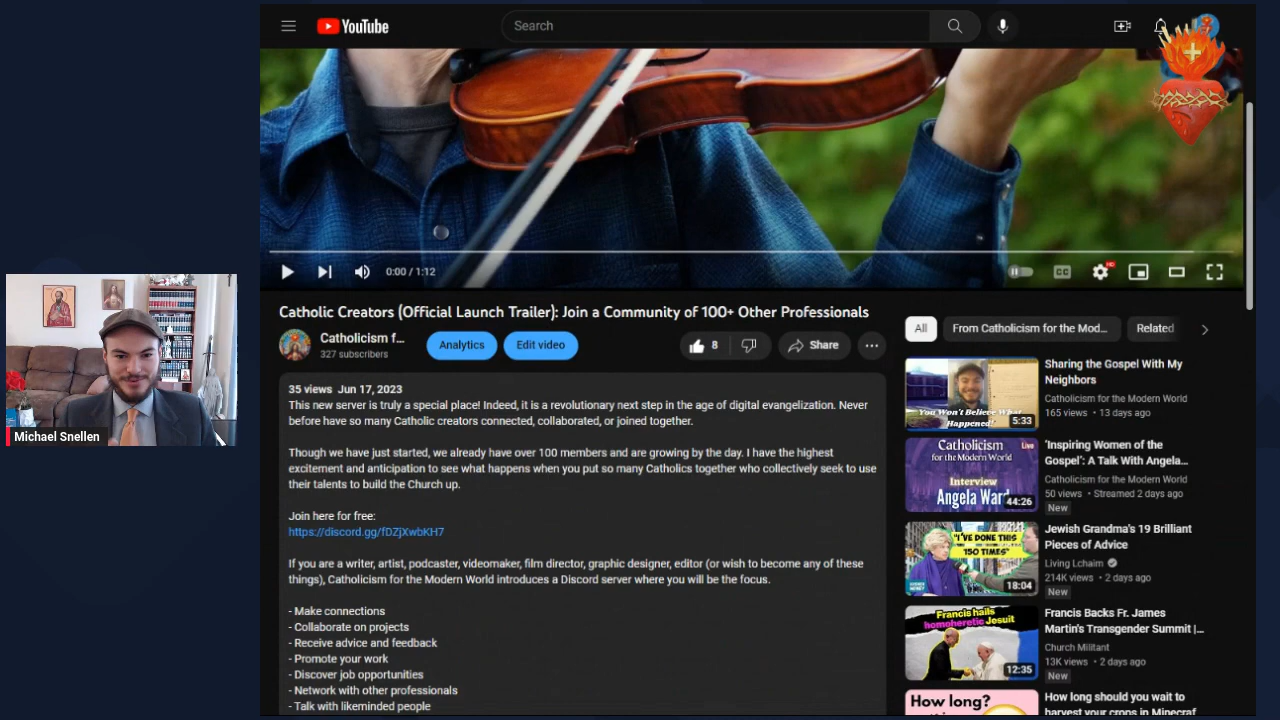 YouTube
Search
0:00 / 1:12
CC
HD
Catholic Creators (Official Launch Trailer): Join a Community of 100+ Other Professionals
Catholicism f...
327 subscribers
Analytics
Edit video
8
Share
35 views Jun 17, 2023
This new server is truly a special place! Indeed, it is a revolutionary next step in the age of digital evangelization. Never
before have so many Catholic creators connected, collaborated, or joined together.
Though we have just started, we already have over 100 members and are growing by the day. I have the highest
excitement and anticipation to see what happens when you put so many Catholics together who collectively seek to use
their talents to build the Church up.
Join here for free:
https://discord.gg/fDZjXwbKH7
If you are a writer, artist, podcaster, videomaker, film director, graphic designer, editor (or wish to become any of these
things), Catholicism for the Modern World introduces a Discord server where you will be the focus.
- Make connections
- Collaborate on projects
- Receive advice and feedback
- Promote your work
- Discover job opportunities
- Network with other professionals
- Talk with likeminded people
All
From Catholicism for the Mod...
Related
You Won't Believe What
Happened!
5:33
Sharing the Gospel With My
Neighbors
Catholicism for the Modern World
165 views • 13 days ago
Catholicism
for the Modern World
Live
Interview
Angela Ward
44:26
'Inspiring Women of the
Gospel': A Talk With Angela...
Catholicism for the Modern World
50 views • Streamed 2 days ago
New
"I'VE DONE THIS
150 TIMES"
18:04
Jewish Grandma's 19 Brilliant
Pieces of Advice
Living Lchaim
214K views • 2 days ago
New
Francis hails
homoheretic Jesuit
12:35
Francis Backs Fr. James
Martin's Transgender Summit |...
Church Militant
13K views • 2 days ago
New
How long?
How long should you wait to
harvest your crops in Minecraf
Michael Snellen